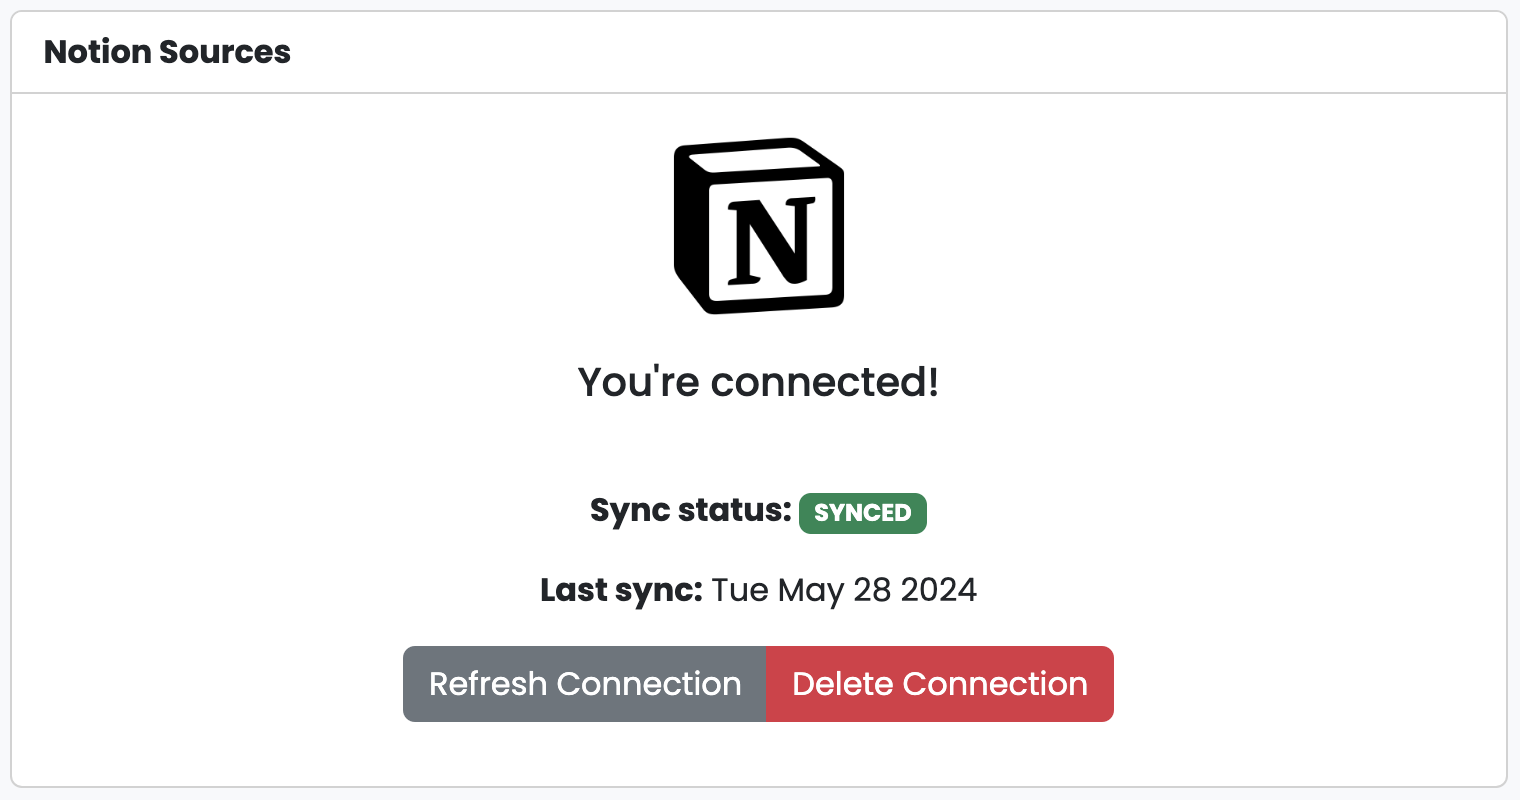 Notion Sources
N
You're connected!
Sync status: SYNCED
Last sync: Tue May 28 2024
Refresh Connection Delete Connection